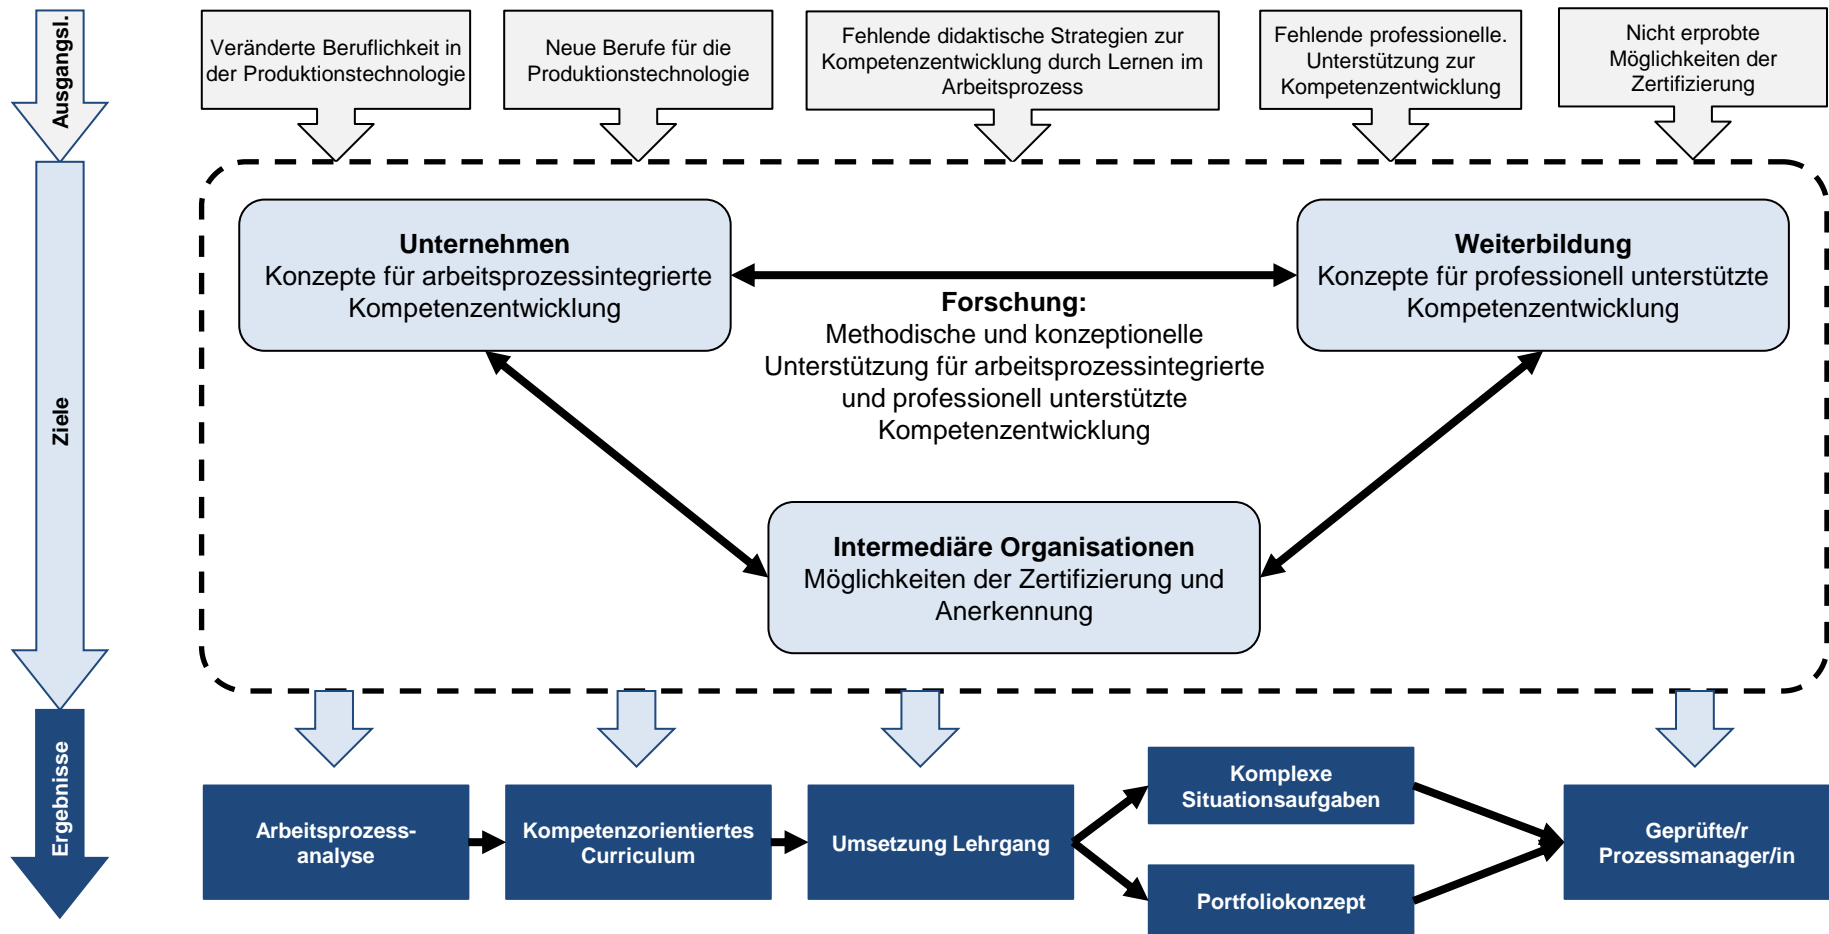 Ausgangsl.
Veränderte Beruflichkeit in
der Produktionstechnologie
Neue Berufe für die
Produktionstechnologie
Fehlende didaktische Strategien zur
Kompetenzentwicklung durch Lernen im
Arbeitsprozess
Fehlende professionelle.
Unterstützung zur
Kompetenzentwicklung
Nicht erprobte
Möglichkeiten der
Zertifizierung
Ziele
Unternehmen
Konzepte für arbeitsprozessintegrierte
Kompetenzentwicklung
Weiterbildung
Konzepte für professionell unterstützte
Kompetenzentwicklung
Forschung:
Methodische und konzeptionelle
Unterstützung für arbeitsprozessintegrierte
und professionell unterstützte
Kompetenzentwicklung
Intermediäre Organisationen
Möglichkeiten der Zertifizierung und
Anerkennung
Ergebnisse
Arbeitsprozess-
analyse
Kompetenzorientiertes
Curriculum
Umsetzung Lehrgang
Komplexe
Situationsaufgaben
Portfoliokonzept
Geprüfte/r
Prozessmanager/in